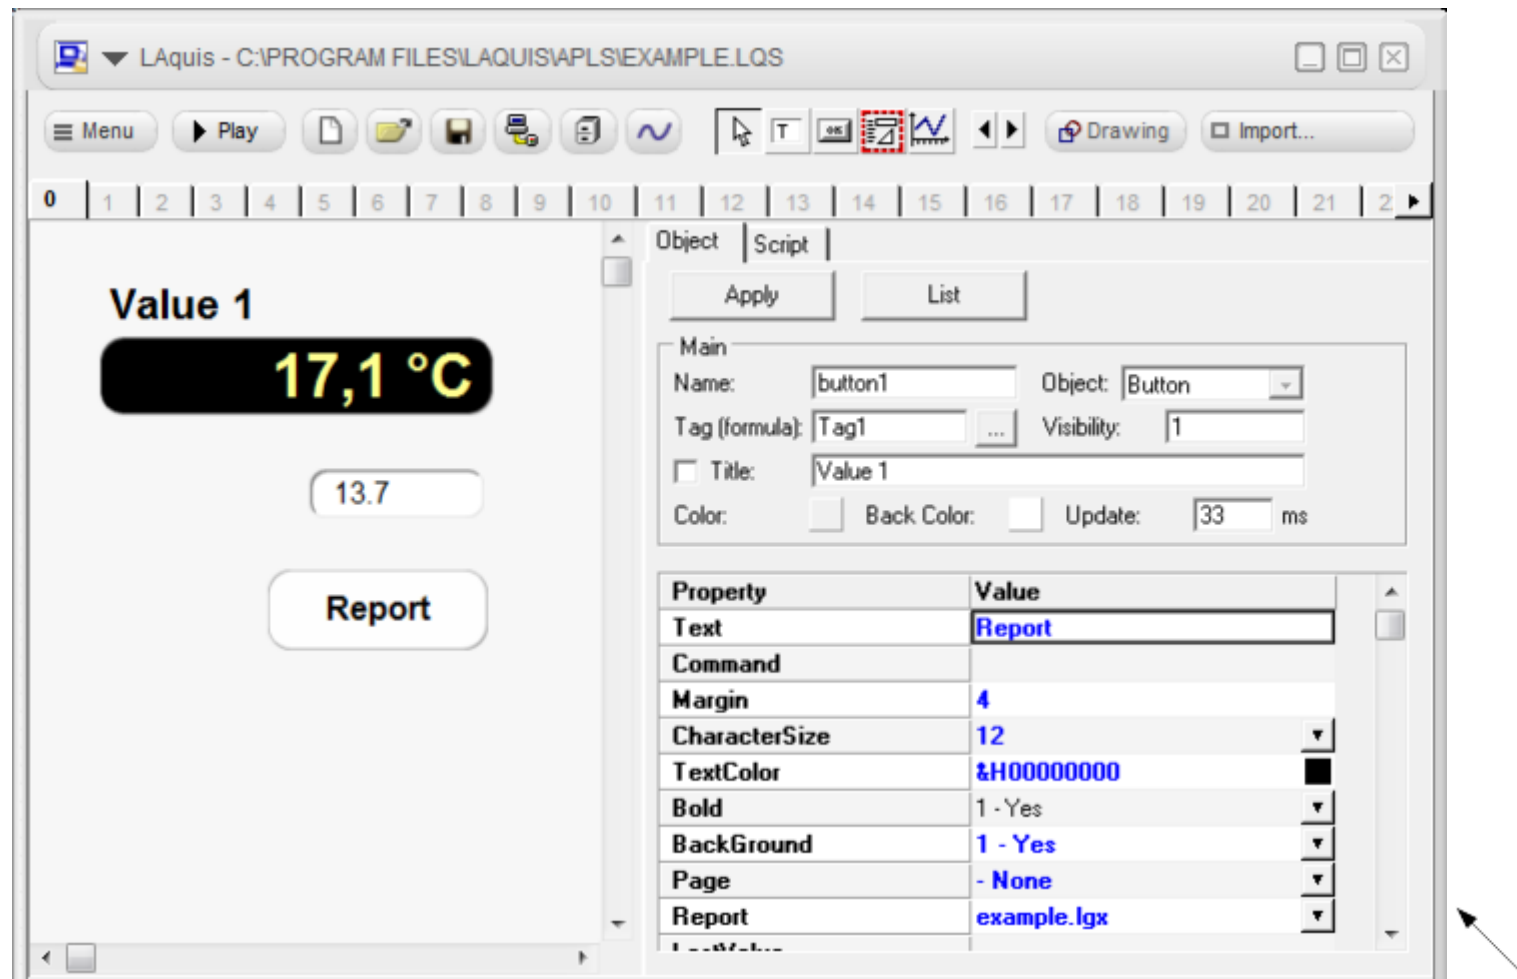 LAquis - C:\PROGRAM FILES\LAQUIS\APLS\EXAMPLE.LQS
Menu Play T OK Drawing Import...
0 1 2 3 4 5 6 7 8 9 10 11 12 13 14 15 16 17 18 19 20 21
Value 1
17,1 °C
13.7
Report
Object Script
Apply List
Main
Name: button1 Object: Button
Tag (formula): Tag1 ... Visibility: 1
Title: Value 1
Color: Back Color: Update: 33 ms
Property Value
Text Report
Command
Margin 4
CharacterSize 12
TextColor &H00000000
Bold 1 - Yes
BackGround 1 - Yes
Page - None
Report example.lgx